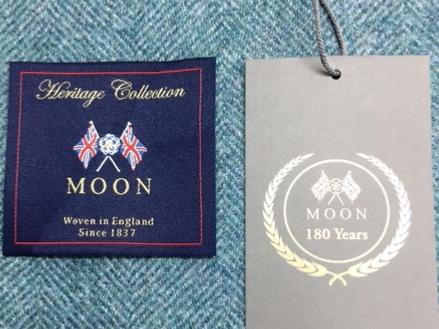 Heritage Collection
MOON
Woven in England
Since 1837
MOON
180 Years